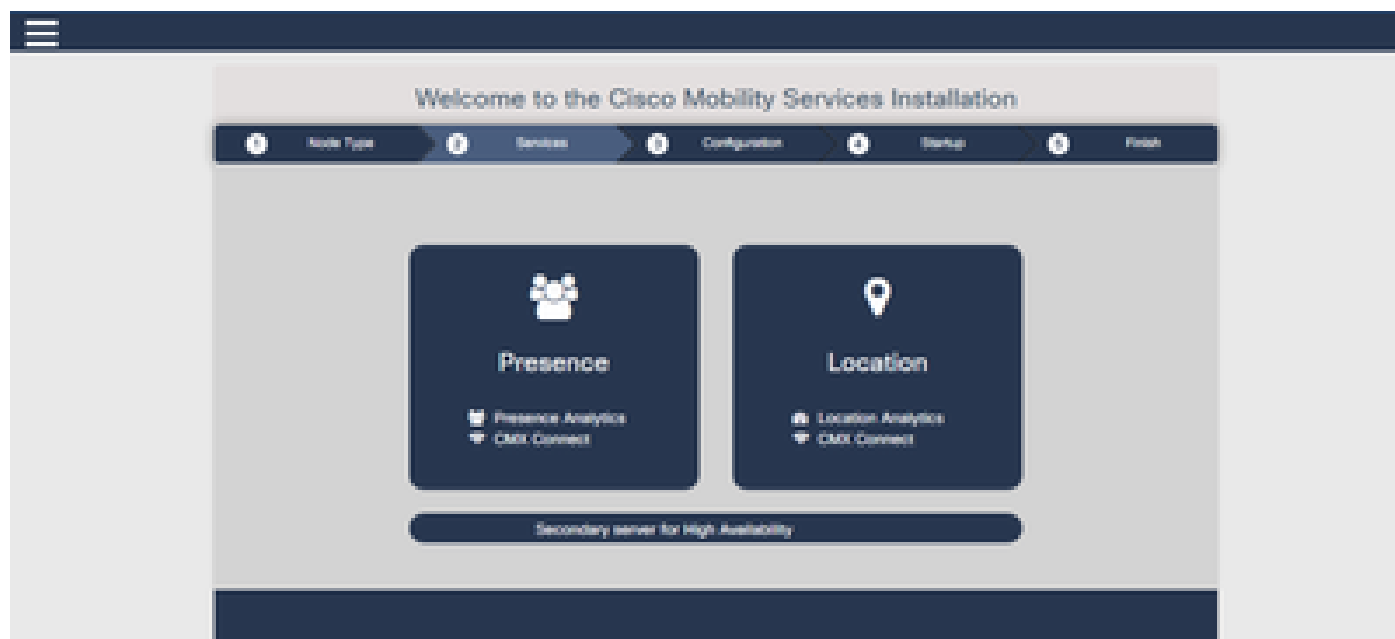 Welcome to the Cisco Mobility Services Installation
1 Node Type 2 Services 3 Configuration 4 Startup 5 Finish
Presence
Presence Analytics
CMX Connect
Location
Location Analytics
CMX Connect
Secondary server for High Availability